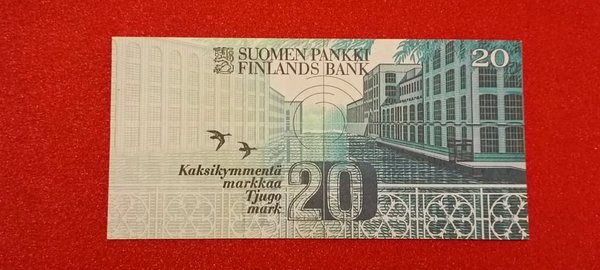 SUOMEN PANKKI
FINLANDS BANK
20
Kaksikymmentä
markkaa
Tjugo
mark
20